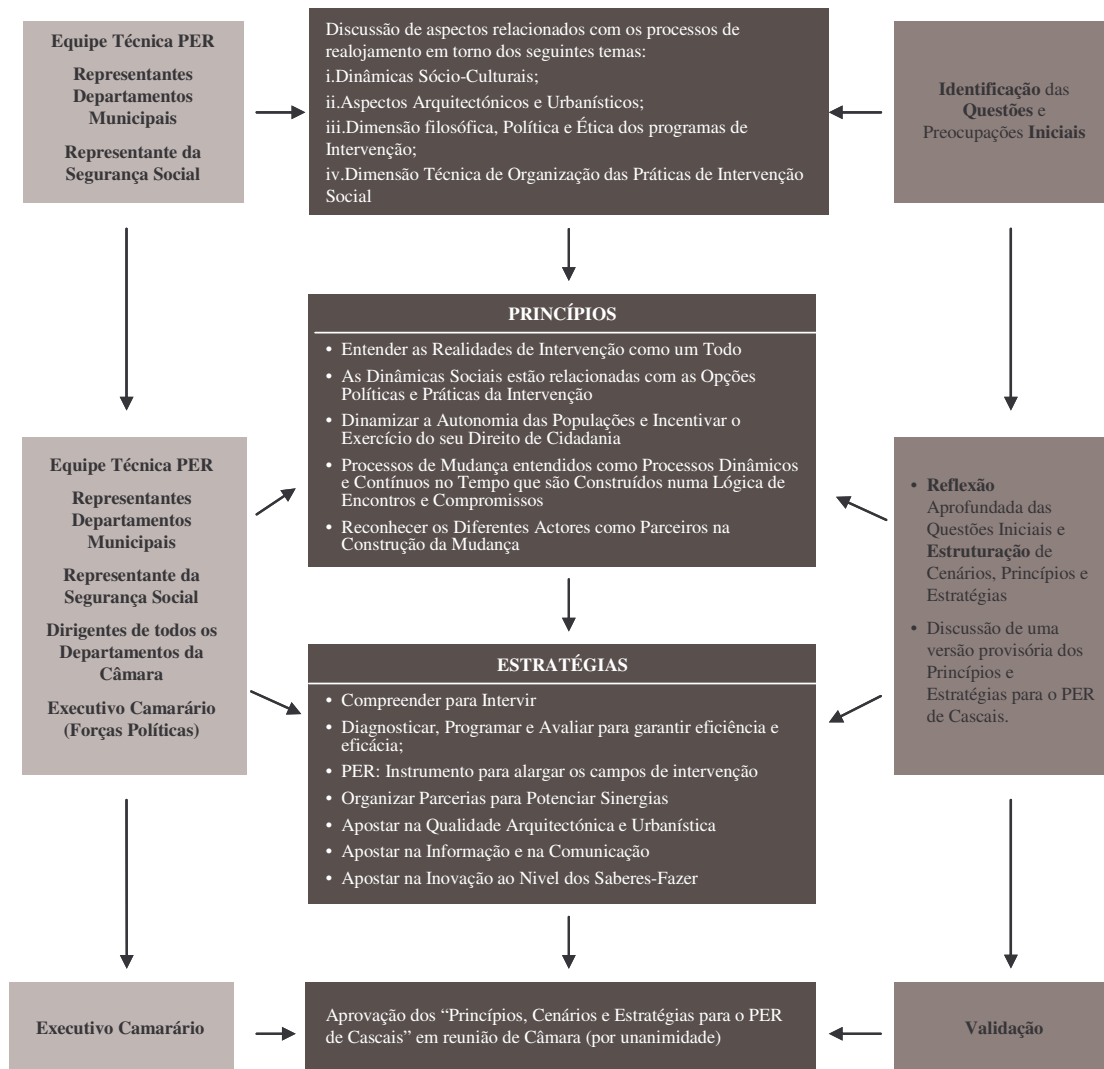 Equipe Técnica PER
Representantes
Departamentos
Municipais
Representante da
Segurança Social
Discussão de aspectos relacionados com os processos de
realojamento em torno dos seguintes temas:
i.Dinâmicas Sócio-Culturais;
ii.Aspectos Arquitectónicos e Urbanísticos;
iii.Dimensão filosófica, Política e Ética dos programas de
Intervenção;
iv.Dimensão Técnica de Organização das Práticas de Intervenção
Social
Identificação das
Questões e
Preocupações Iniciais
PRINCÍPIOS
• Entender as Realidades de Intervenção como um Todo
• As Dinâmicas Sociais estão relacionadas com as Opções
Políticas e Práticas da Intervenção
• Dinamizar a Autonomia das Populações e Incentivar o
Exercício do seu Direito de Cidadania
• Processos de Mudança entendidos como Processos Dinâmicos
e Contínuos no Tempo que são Construídos numa Lógica de
Encontros e Compromissos
• Reconhecer os Diferentes Actores como Parceiros na
Construção da Mudança
Equipe Técnica PER
Representantes
Departamentos
Municipais
Representante da
Segurança Social
Dirigentes de todos os
Departamentos da
Câmara
Executivo Camarário
(Forças Políticas)
• Reflexão
Aprofundada das
Questões Iniciais e
Estruturação de
Cenários, Princípios e
Estratégias
• Discussão de uma
versão provisória dos
Princípios e
Estratégias para o PER
de Cascais.
ESTRATÉGIAS
• Compreender para Intervir
• Diagnosticar, Programar e Avaliar para garantir eficiência e
eficácia;
• PER: Instrumento para alargar os campos de intervenção
• Organizar Parcerias para Potenciar Sinergias
• Apostar na Qualidade Arquitectónica e Urbanística
• Apostar na Informação e na Comunicação
• Apostar na Inovação ao Nivel dos Saberes-Fazer
Executivo Camarário
Aprovação dos “Princípios, Cenários e Estratégias para o PER
de Cascais” em reunião de Câmara (por unanimidade)
Validação